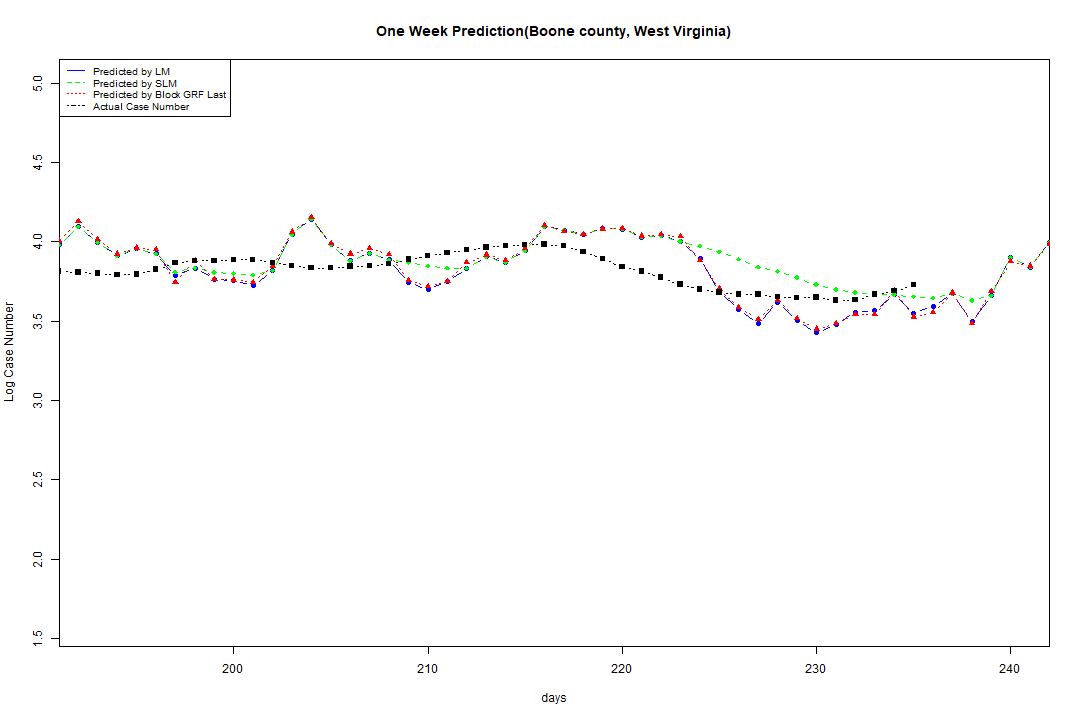 One Week Prediction(Boone county, West Virginia)
Predicted by LM
Predicted by SLM
Predicted by Block GRF Last
Actual Case Number
5.0
4.5
4.0
3.5
3.0
2.5
2.0
1.5
Log Case Number
200 210 220 230 240
days